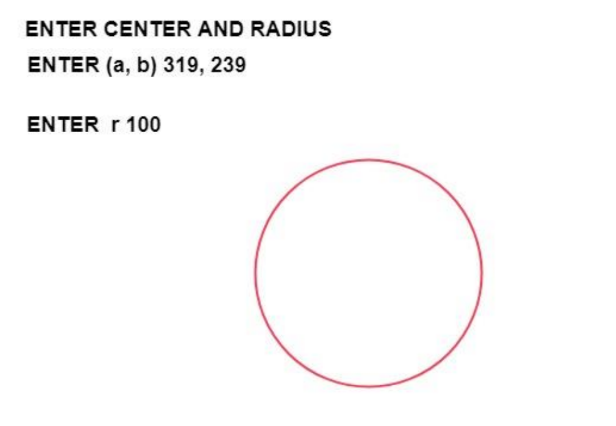 ENTER CENTER AND RADIUS
ENTER (a, b) 319, 239
ENTER  r 100